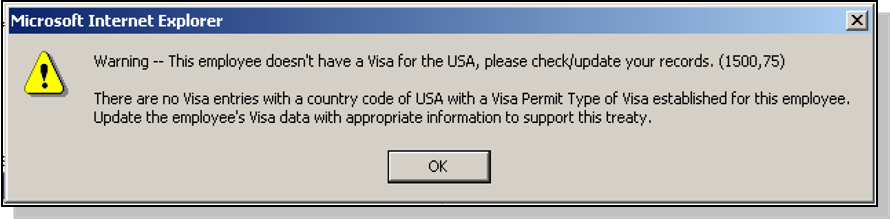 Microsoft Internet Explorer
Warning -- This employee doesn't have a Visa for the USA, please check/update your records. (1500,75)
There are no Visa entries with a country code of USA with a Visa Permit Type of Visa established for this employee.
Update the employee's Visa data with appropriate information to support this treaty.
OK